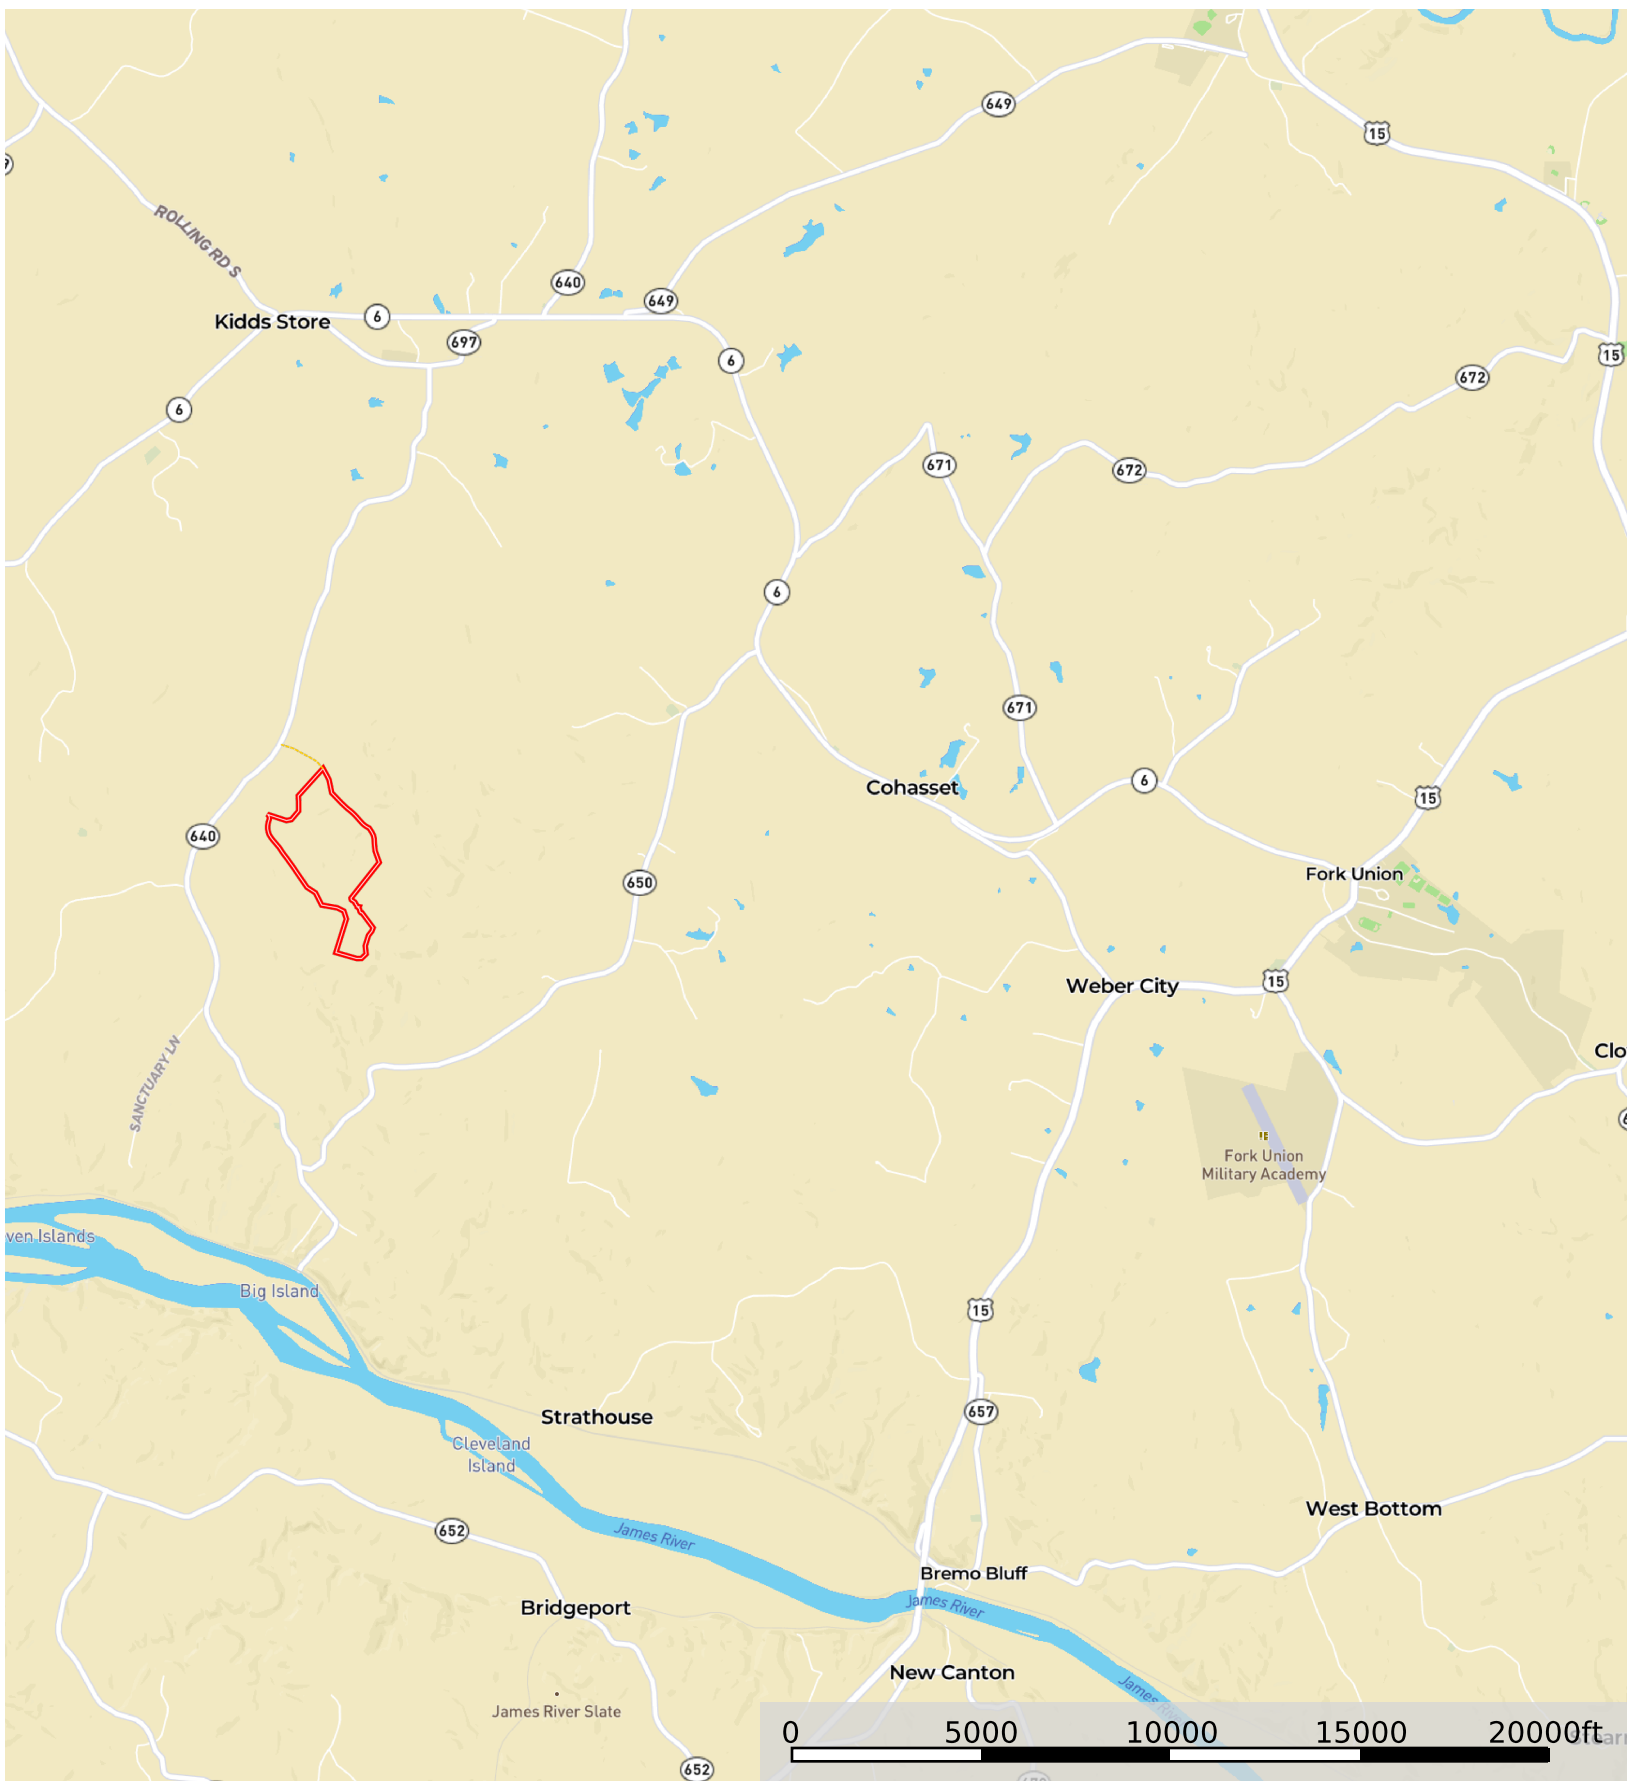 649
15
ROLLING RD S
640
649
Kidds Store
6
697
6
15
672
6
671
672
6
671
Cohasset
6
15
640
650
Fork Union
Weber City
15
SANCTUARY LN
Clo
Fork Union
Military Academy
ven Islands
Big Island
15
657
Strathouse
Cleveland
Island
West Bottom
652
James River
Bremo Bluff
James River
Bridgeport
New Canton
James
James River Slate
0 5000 10000 15000 20000ft
Stear
652